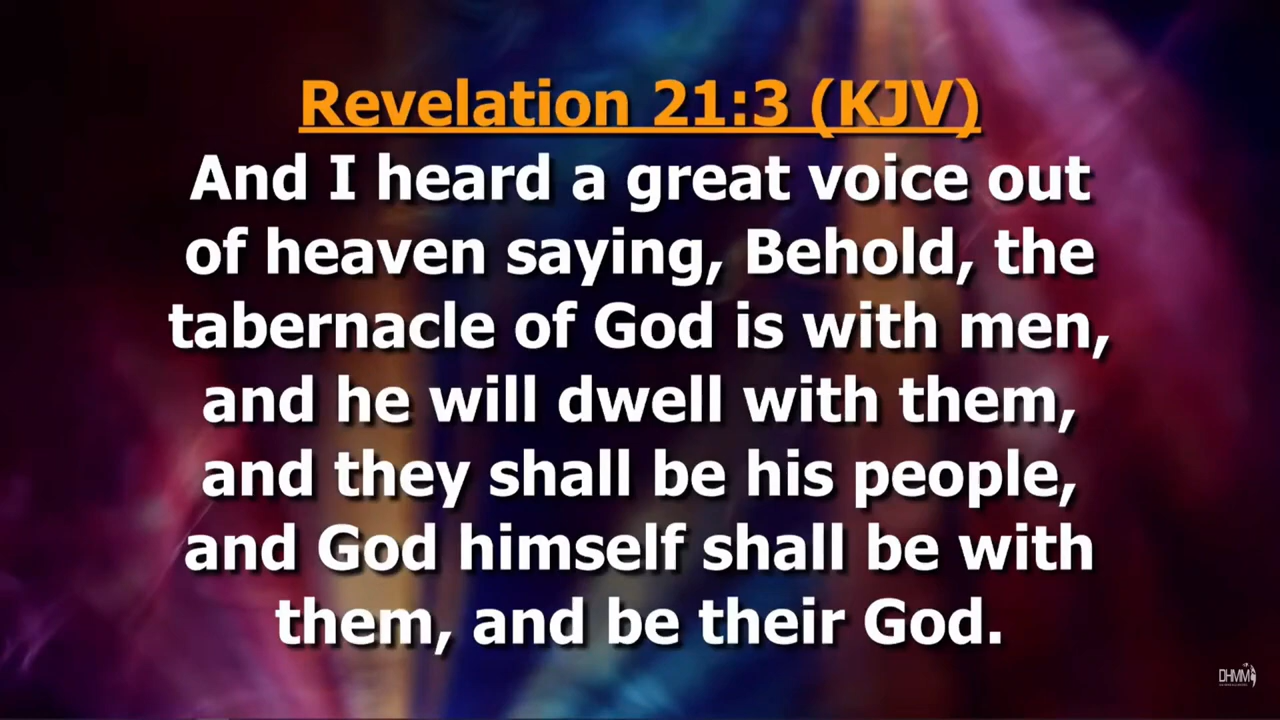 Revelation 21:3 (KJV)
And I heard a great voice out
of heaven saying, Behold, the
tabernacle of God is with men,
and he will dwell with them,
and they shall be his people,
and God himself shall be with
them, and be their God.
DHMM